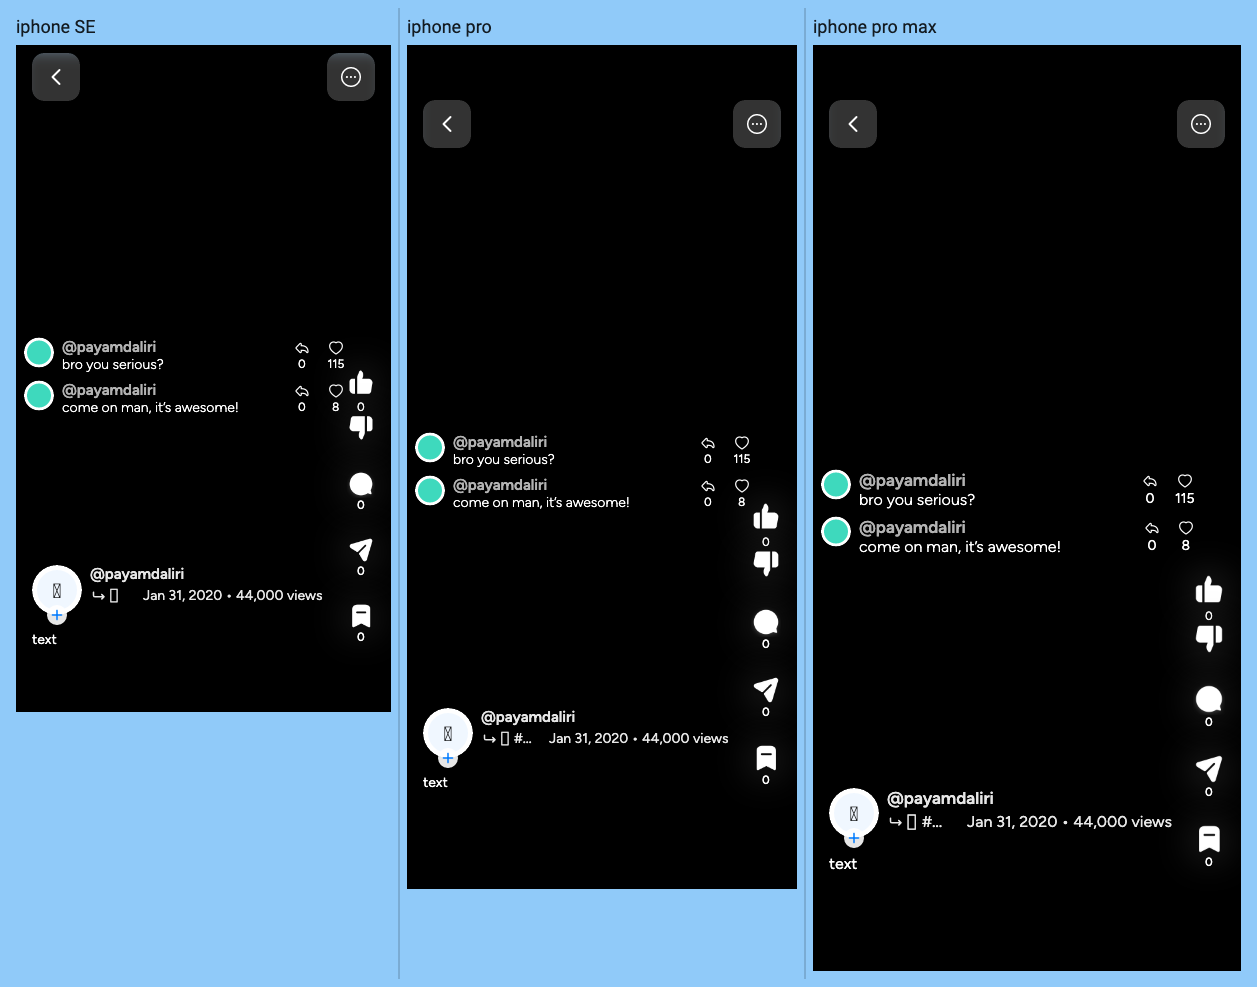 iphone SE
@payamdaliri
bro you serious?
0
115
@payamdaliri
come on man, it's awesome!
0
8
0
0
0
@payamdaliri
Jan 31, 2020 • 44,000 views
text
0
iphone pro
@payamdaliri
bro you serious?
0
115
@payamdaliri
come on man, it's awesome!
0
8
0
0
0
@payamdaliri
#... Jan 31, 2020 • 44,000 views
text
0
iphone pro max
@payamdaliri
bro you serious?
0
115
@payamdaliri
come on man, it's awesome!
0
8
0
0
0
@payamdaliri
#... Jan 31, 2020 • 44,000 views
text
0